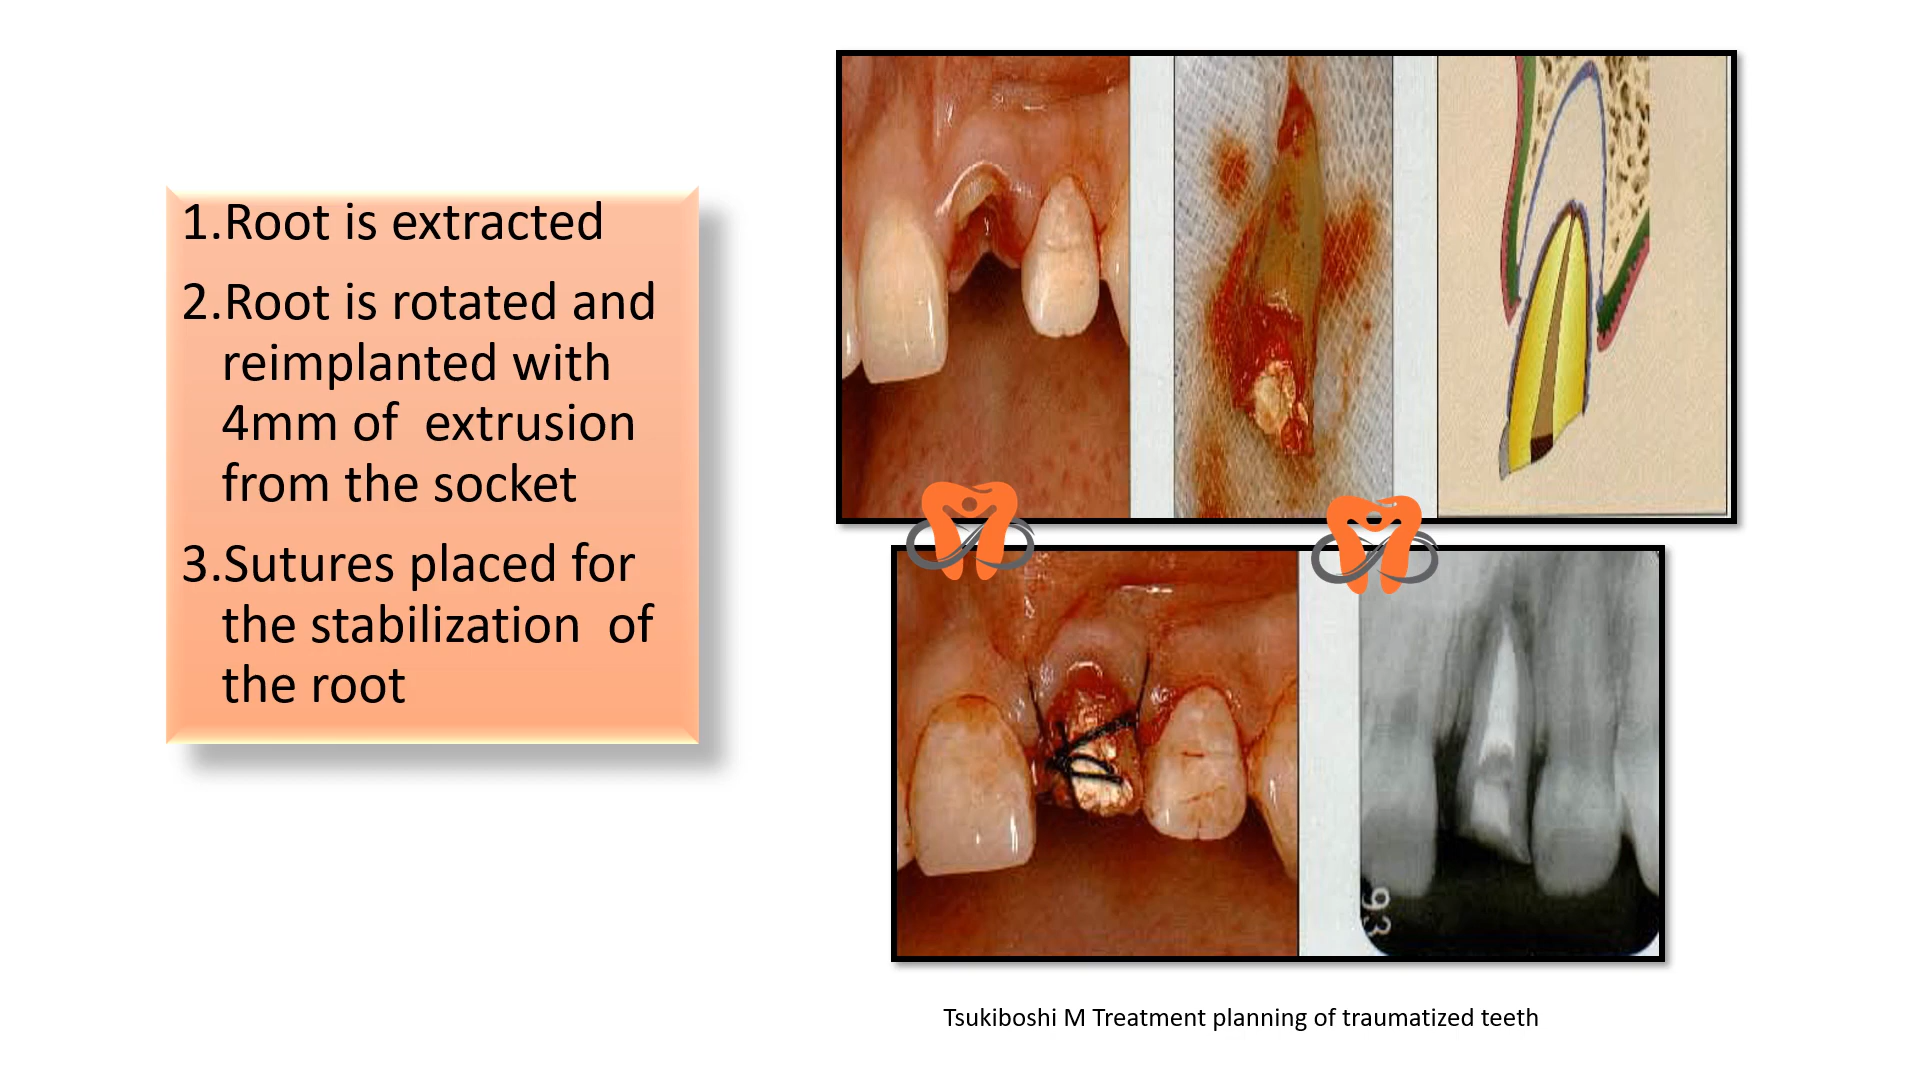 1.Root is extracted
2.Root is rotated and
reimplanted with
4mm of  extrusion
from the socket
3.Sutures placed for
the stabilization  of
the root
93
Tsukiboshi M Treatment planning of traumatized teeth